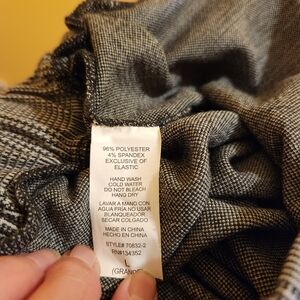 96% POLYESTER
4% SPANDEX
EXCLUSIVE OF
ELASTIC
HAND WASH
COLD WATER
DO NOT BLEACH
HANG DRY
LAVAR A MANO CON
AGUA FRIA NO USAR
BLANQUEADOR
SECAR COLGADO
MADE IN CHINA
HECHO EN CHINA
STYLE# 70832-2
RN#134352
L